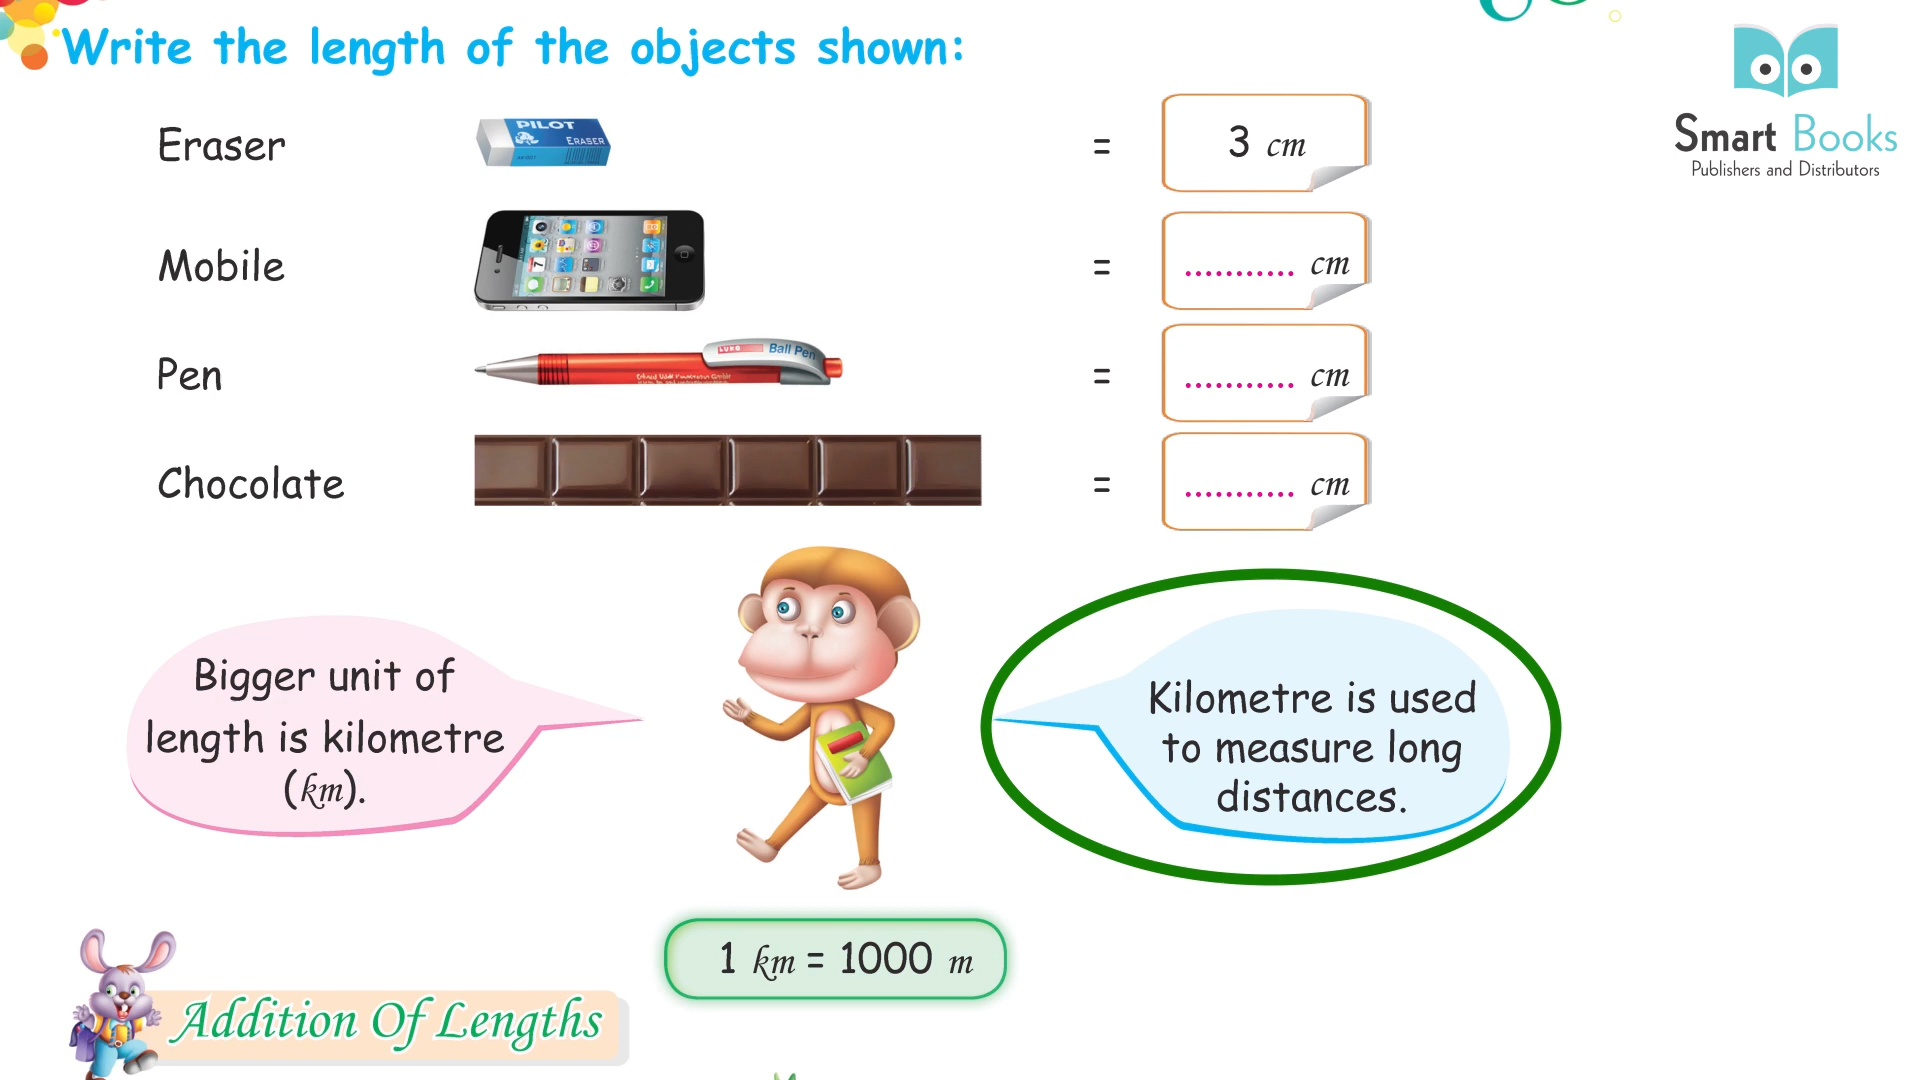 Write the length of the objects shown:
Smart Books
Publishers and Distributors
Eraser
PILOT
ERASER
= 3 cm
Mobile
7
= ........... cm
Pen
LUKO
Ball Pen
= ........... cm
Chocolate
= ........... cm
Bigger unit of
length is kilometre
(km).
Kilometre is used
to measure long
distances.
1 km = 1000 m
Addition Of Lengths